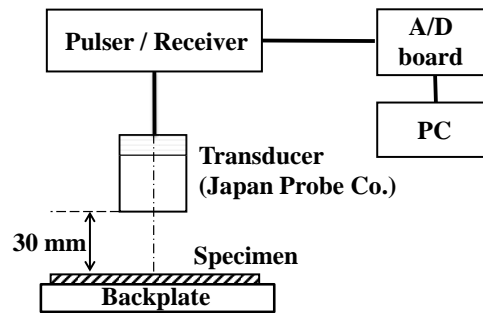 Pulser / Receiver
A/D
board
PC
Transducer
(Japan Probe Co.)
30 mm
Specimen
Backplate